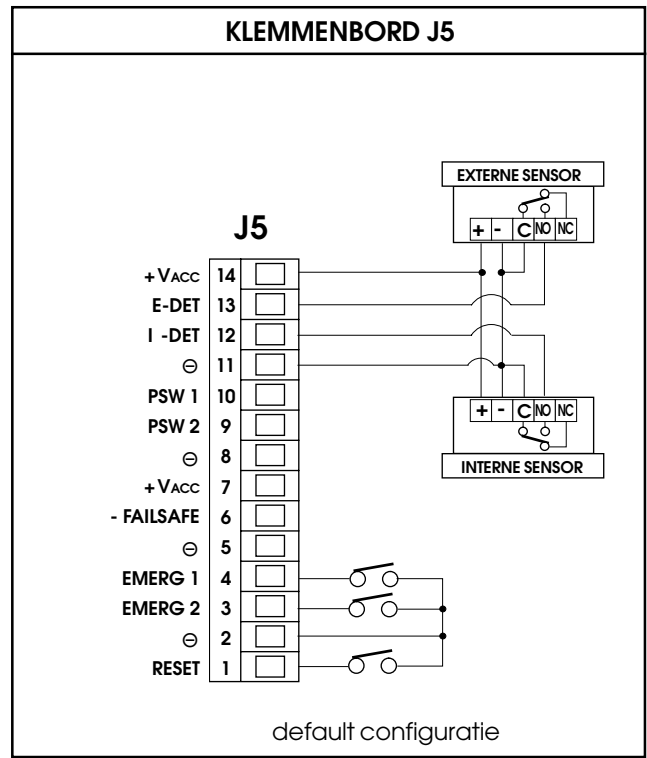 KLEMMENBORD J5
EXTERNE SENSOR
+ - C NO NC
J5
+VACC 14
E-DET 13
I -DET 12
⊖ 11
PSW 1 10
PSW 2 9
⊖ 8
+VACC 7
- FAILSAFE 6
⊖ 5
EMERG 1 4
EMERG 2 3
⊖ 2
RESET 1
+ - C NO NC
INTERNE SENSOR
default configuratie